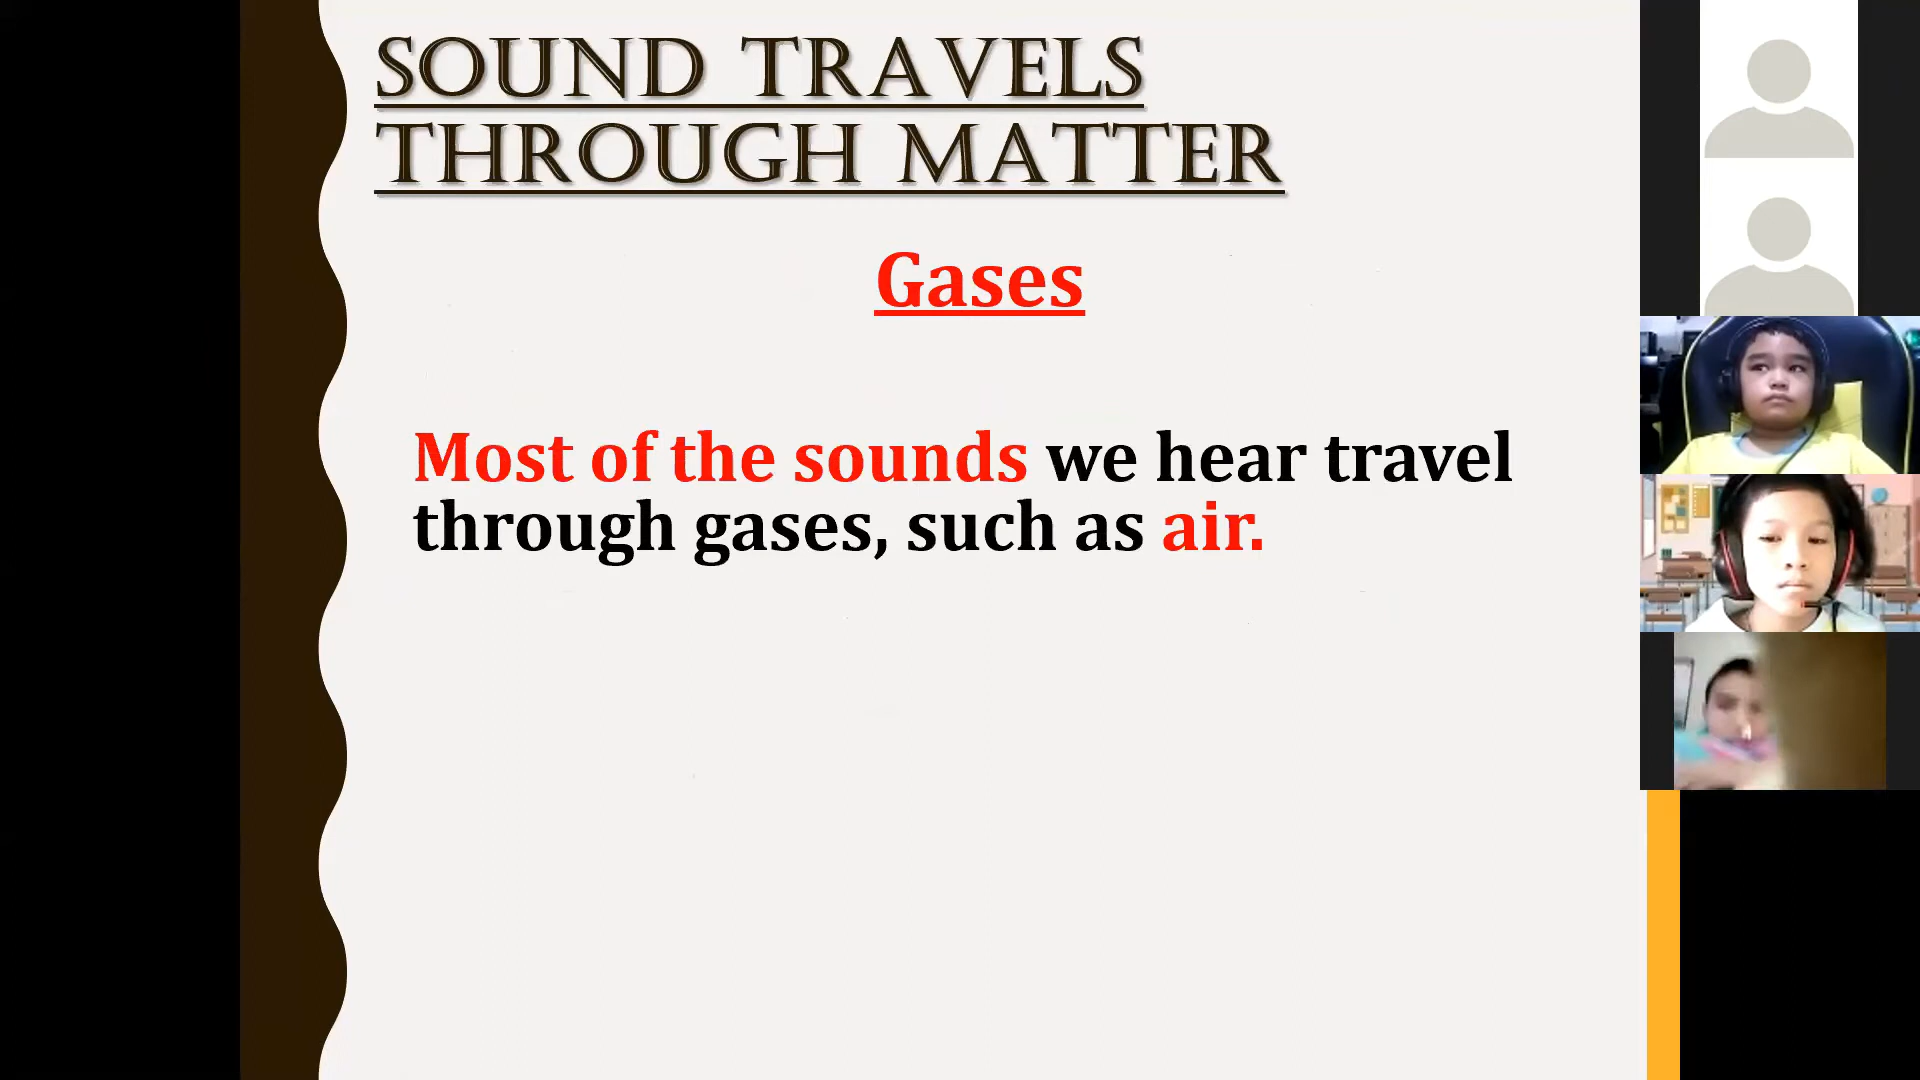 SOUND TRAVELS
THROUGH MATTER
Gases
Most of the sounds we hear travel
through gases, such as air.